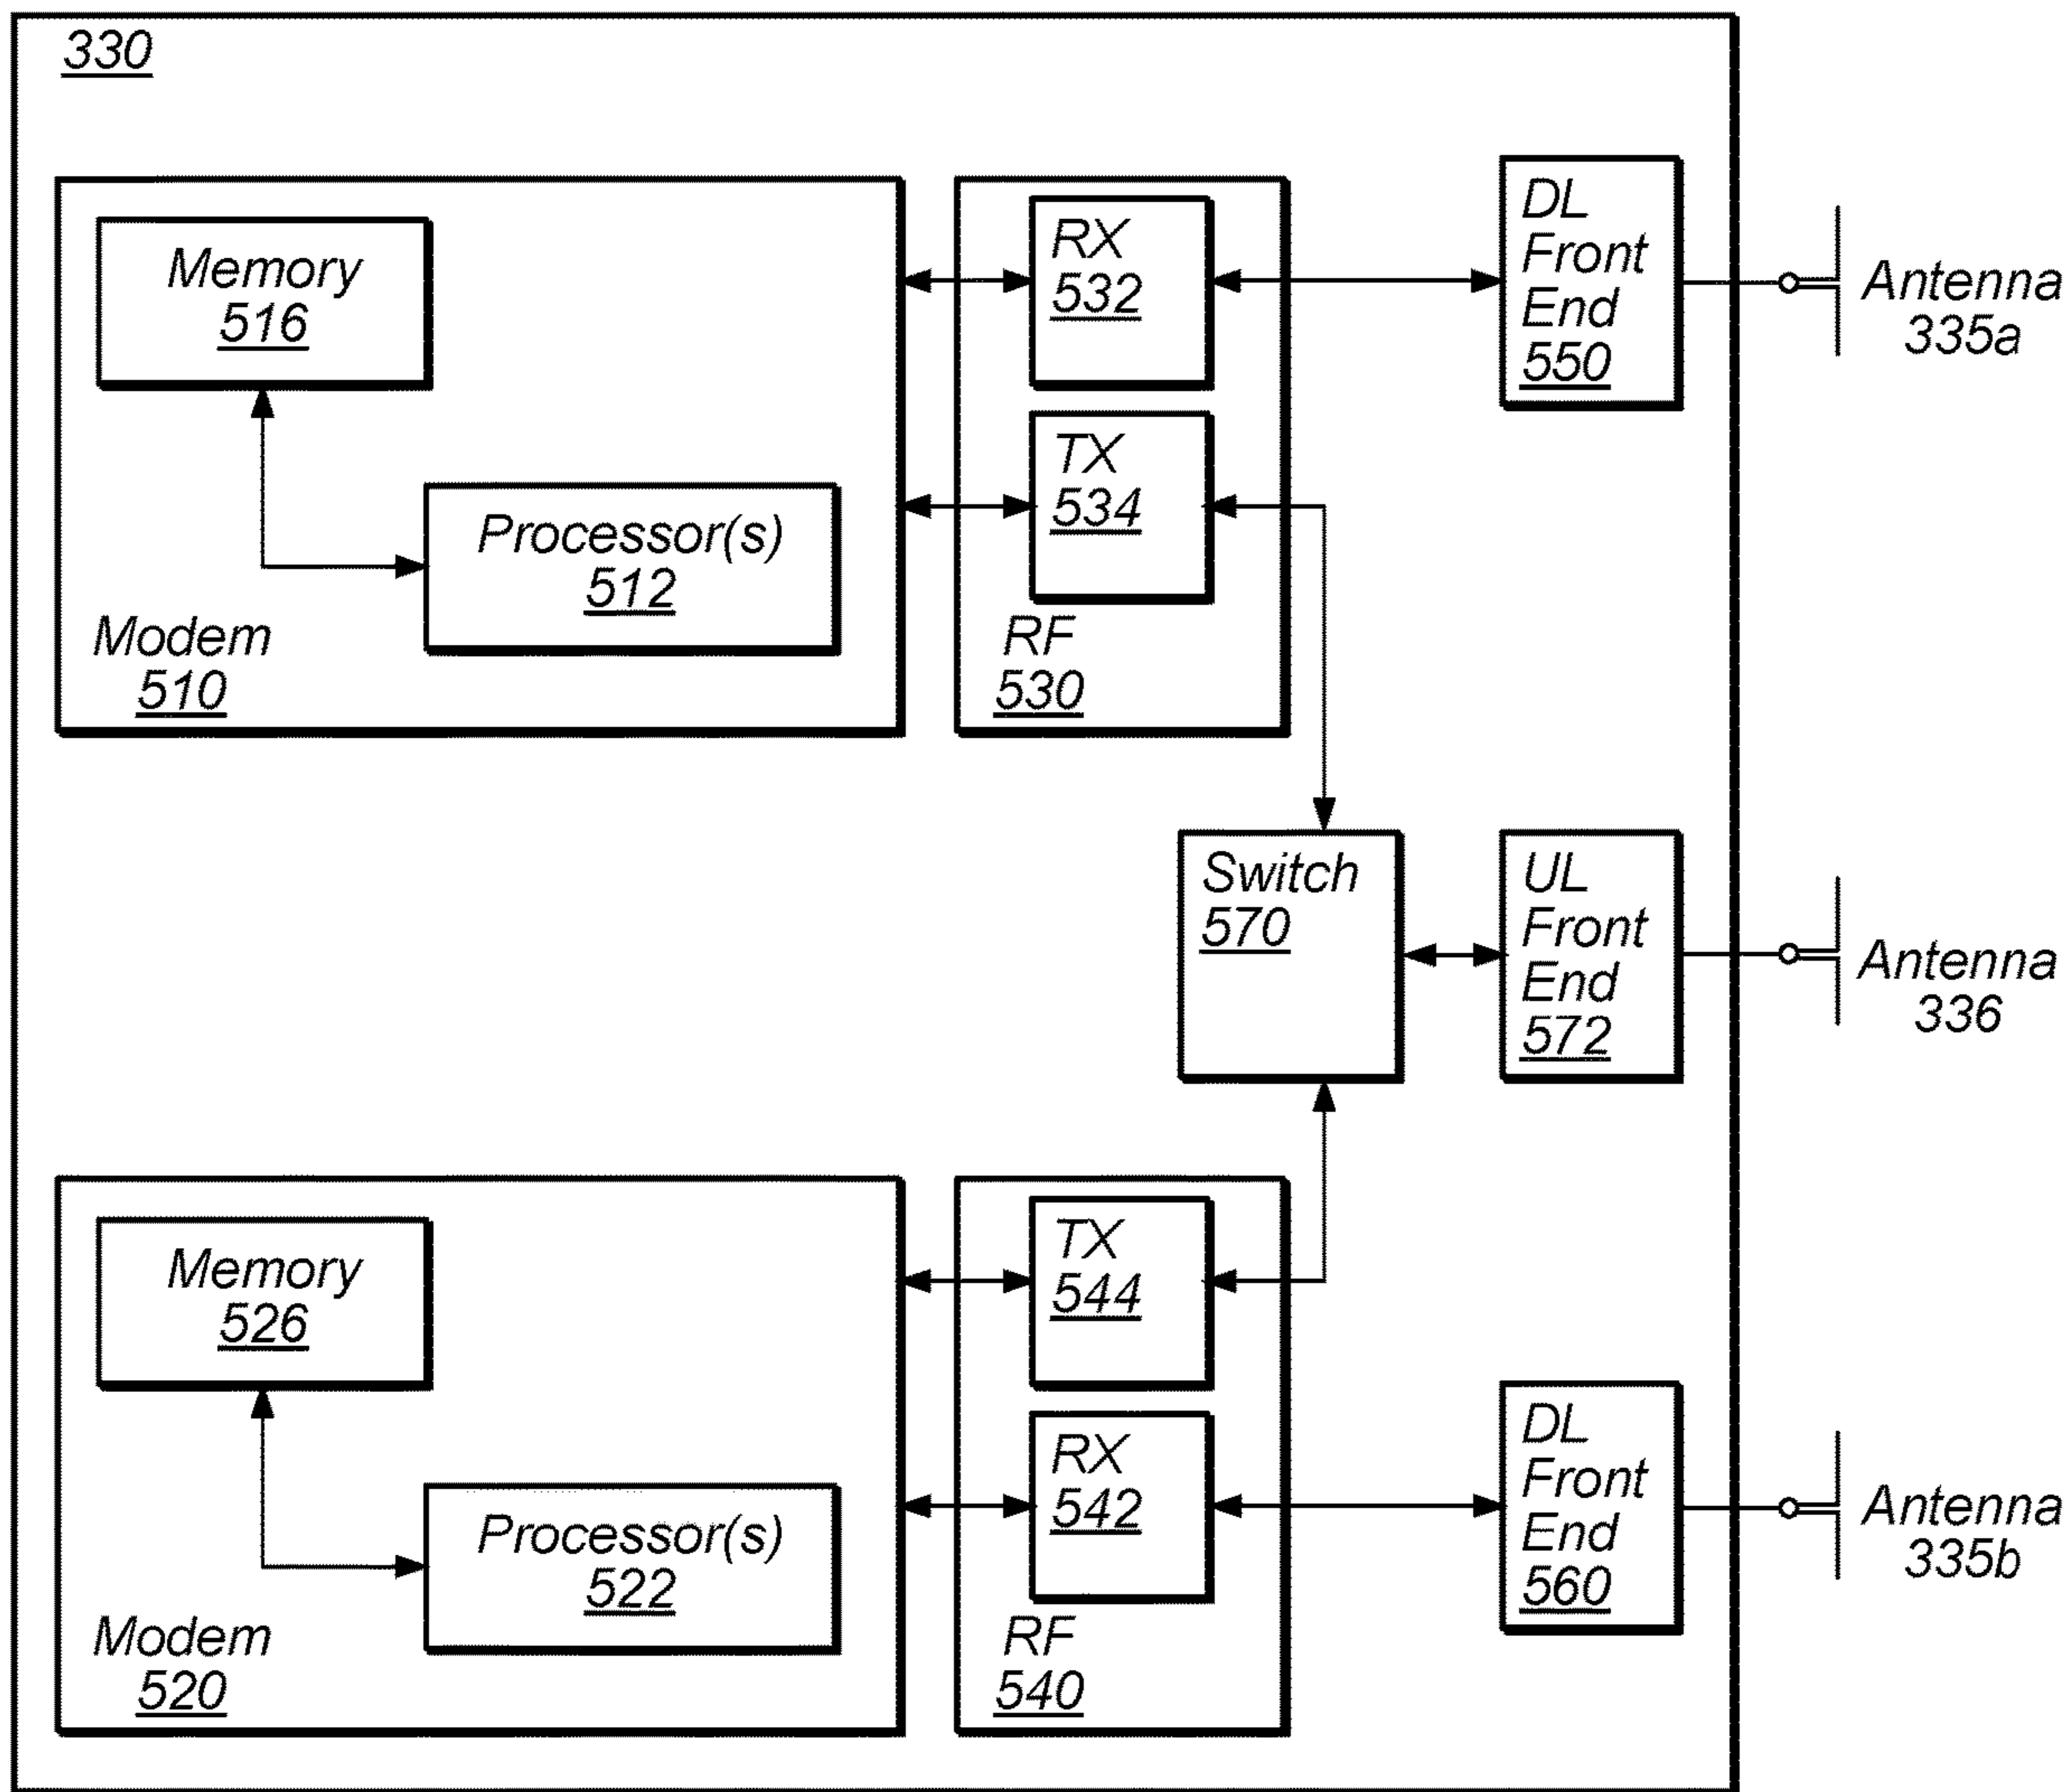 330
Memory
516
Processor(s)
512
Modem
510
RX
532
TX
534
RF
530
DL
Front
End
550
Antenna
335a
Switch
570
UL
Front
End
572
Antenna
336
Memory
526
Processor(s)
522
Modem
520
TX
544
RX
542
RF
540
DL
Front
End
560
Antenna
335b